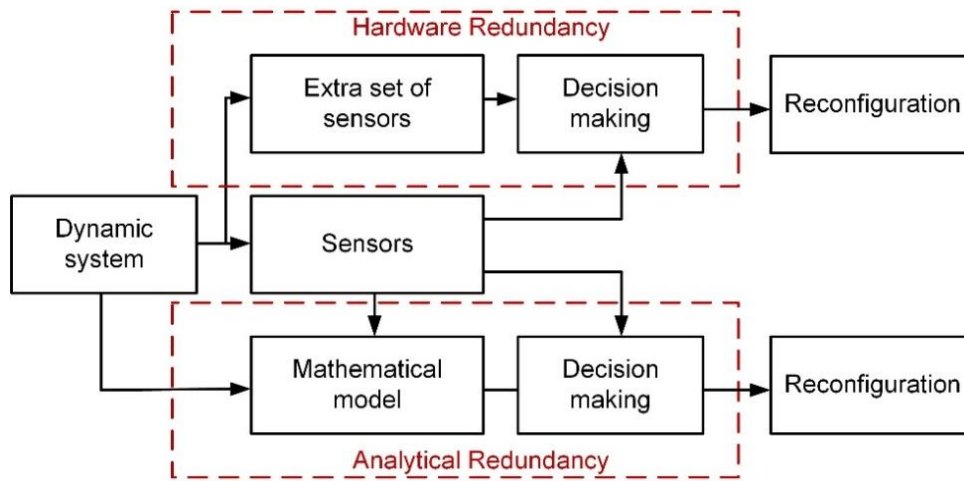 Hardware Redundancy
Extra set of
sensors
Decision
making
Reconfiguration
Dynamic
system
Sensors
Mathematical
model
Decision
making
Reconfiguration
Analytical Redundancy